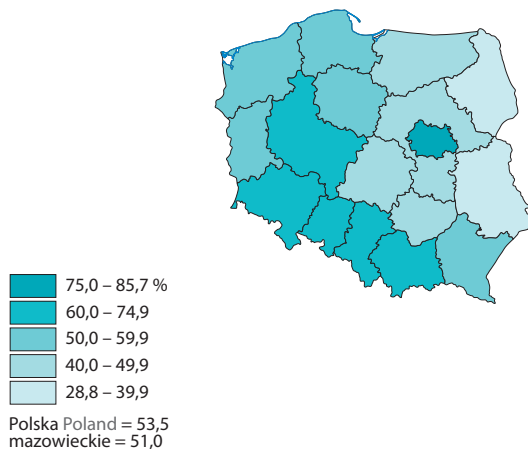 75,0 – 85,7 %
60,0 – 74,9
50,0 – 59,9
40,0 – 49,9
28,8 – 39,9
Polska Poland = 53,5
mazowieckie = 51,0